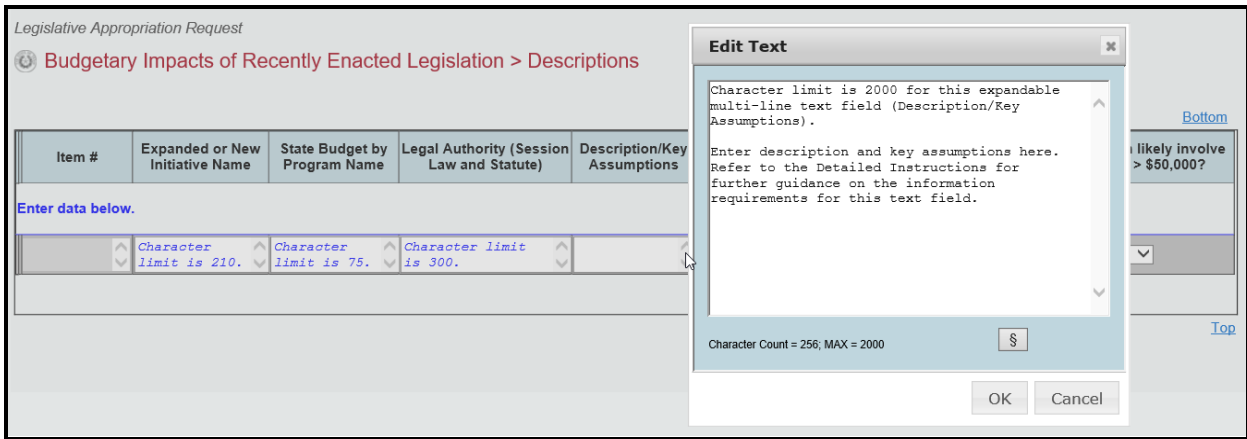 Legislative Appropriation Request
Budgetary Impacts of Recently Enacted Legislation > Descriptions
Bottom
Item #
Expanded or New
Initiative Name
State Budget by
Program Name
Legal Authority (Session
Law and Statute)
Description/Key
Assumptions
likely involve
> $50,000?
Enter data below.
Character
limit is 210.
Character
limit is 75.
Character limit
is 300.
Top
Edit Text
Character limit is 2000 for this expandable
multi-line text field (Description/Key
Assumptions).
Enter description and key assumptions here.
Refer to the Detailed Instructions for
further guidance on the information
requirements for this text field.
Character Count = 256; MAX = 2000
§
OK
Cancel